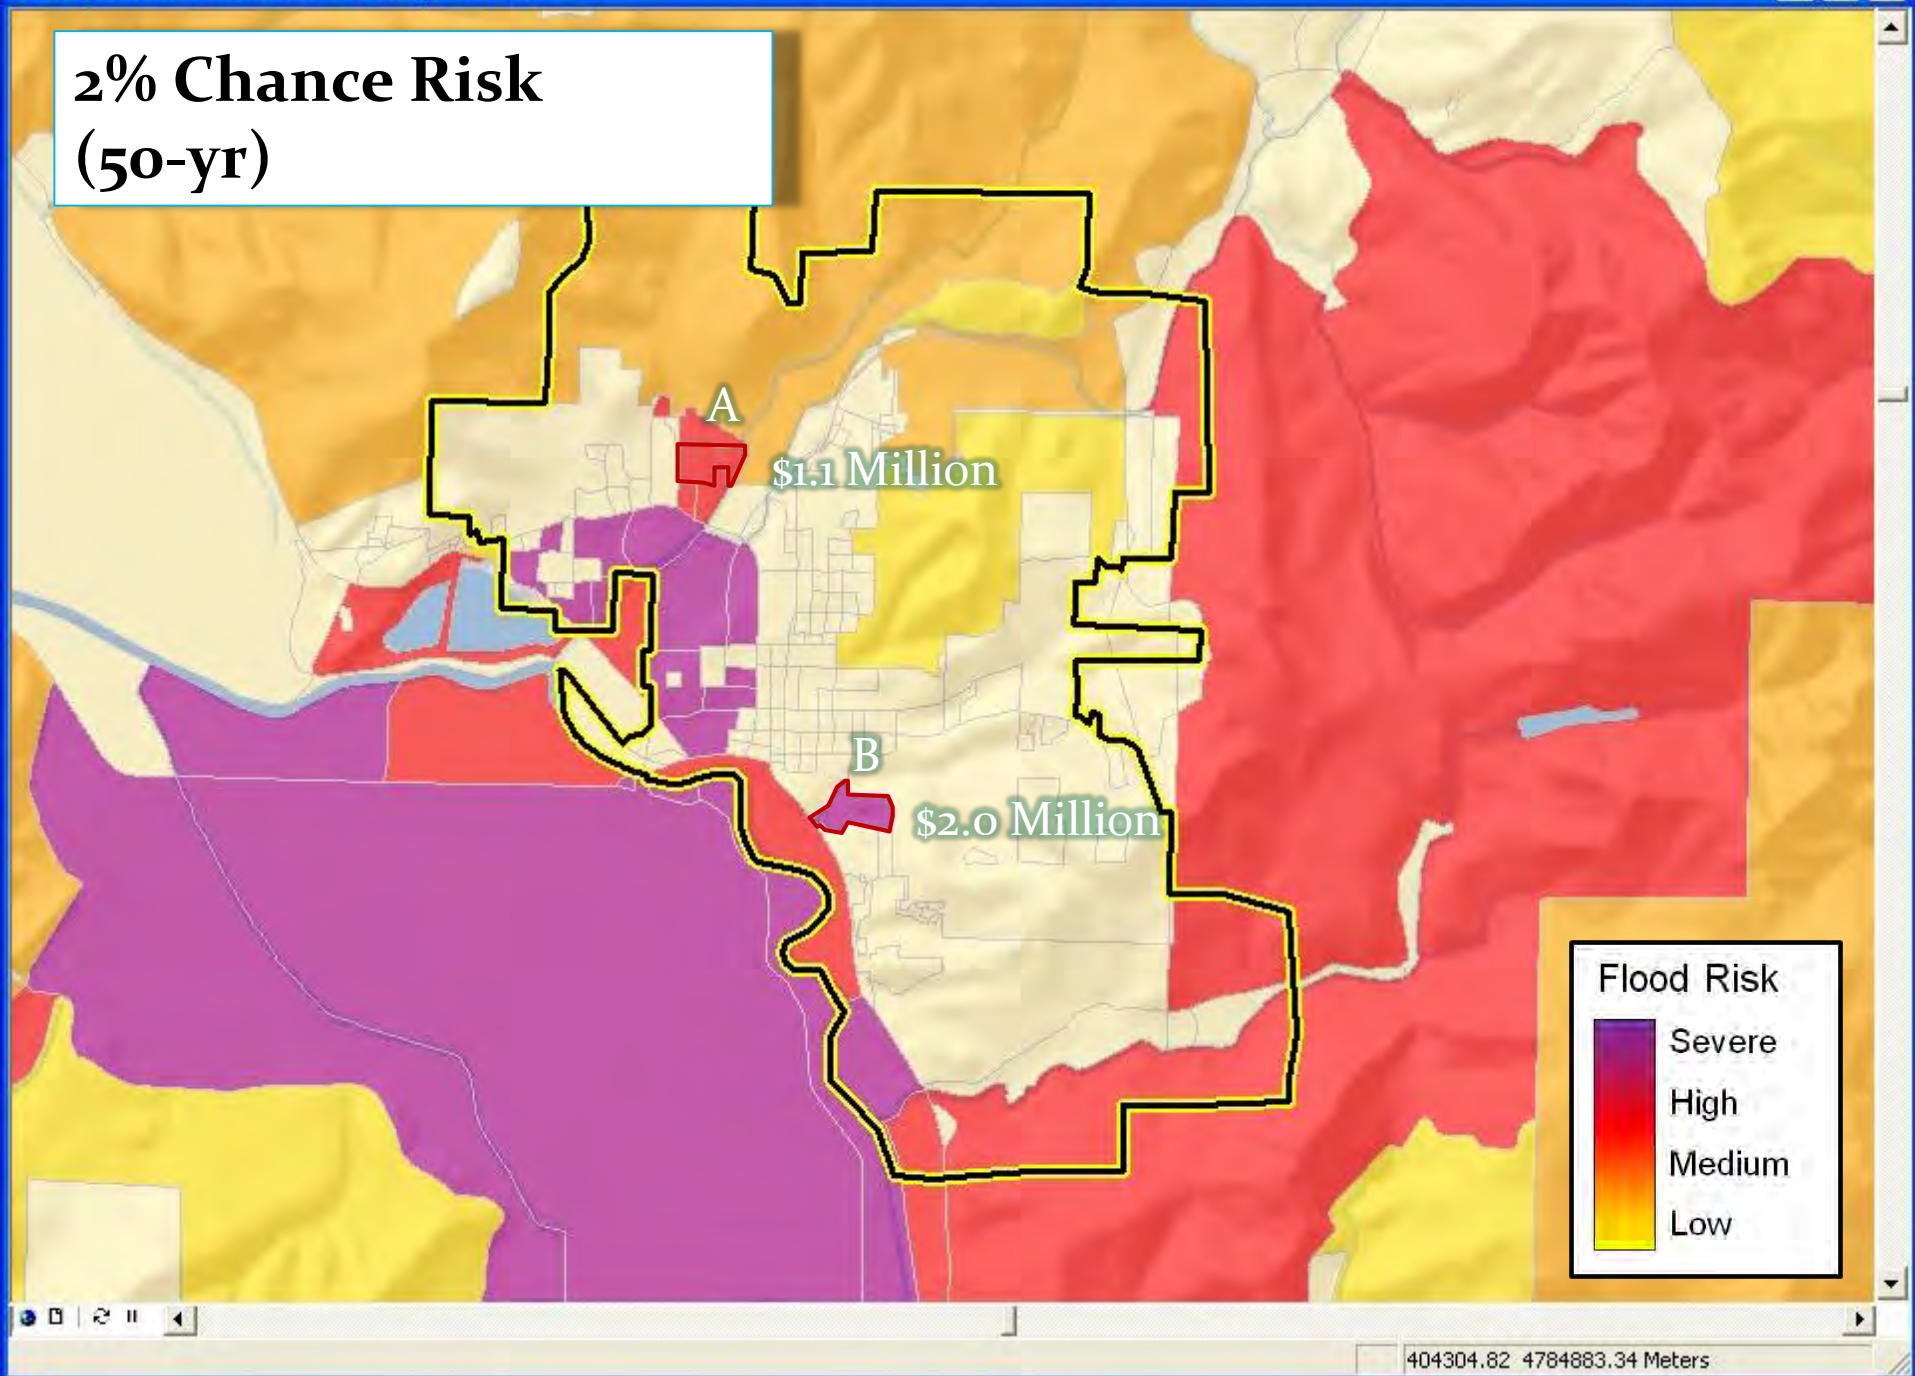 2% Chance Risk
(50-yr)
A
$1.1 Million
B
$2.0 Million
Flood Risk
Severe
High
Medium
Low
404304.82 4784883.34 Meters